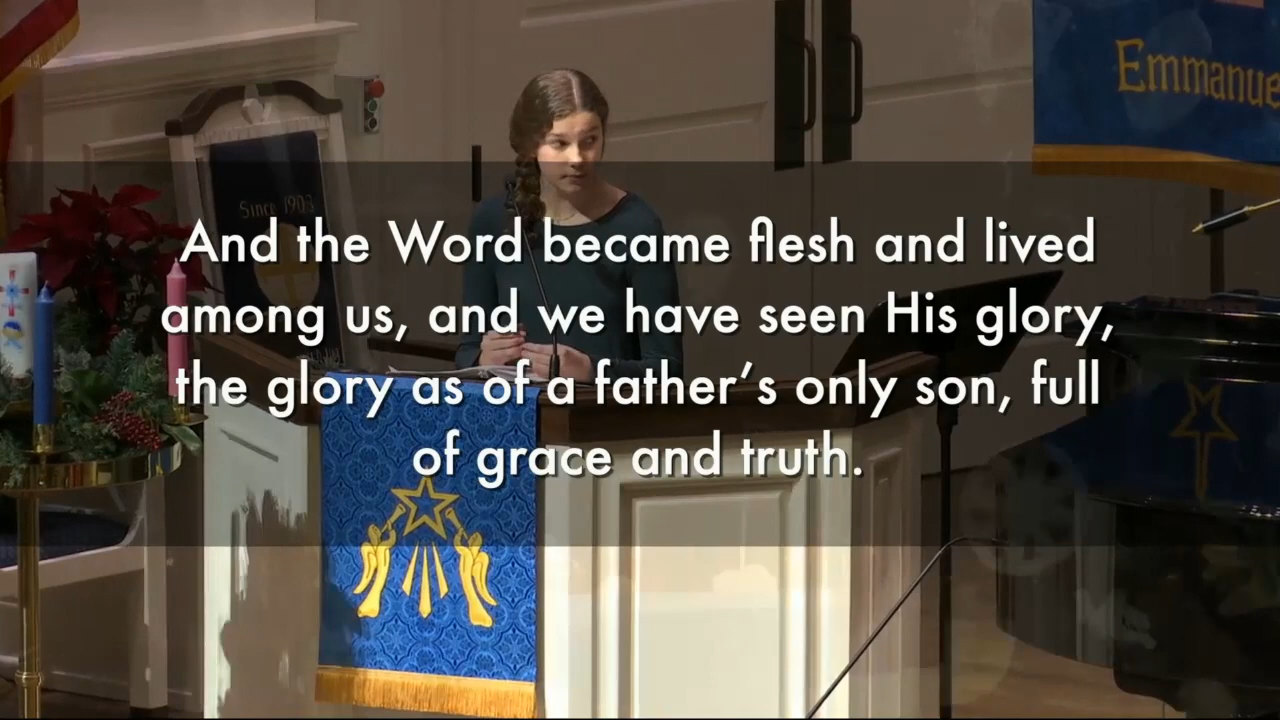 Emmanue
Since 1903
And the Word became flesh and lived
among us, and we have seen His glory,
the glory as of a father's only son, full
of grace and truth.